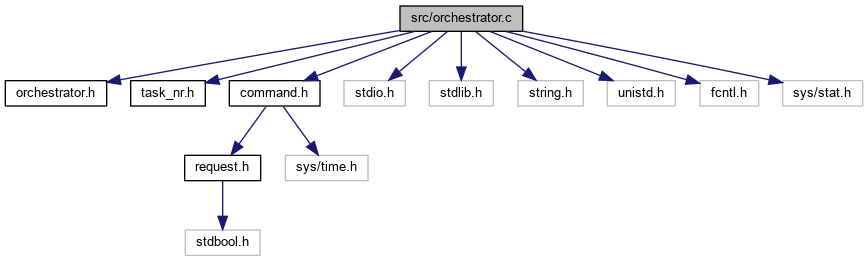 src/orchestrator.c
orchestrator.h
task_nr.h
command.h
stdio.h
stdlib.h
string.h
unistd.h
fcntl.h
sys/stat.h
request.h
sys/time.h
stdbool.h